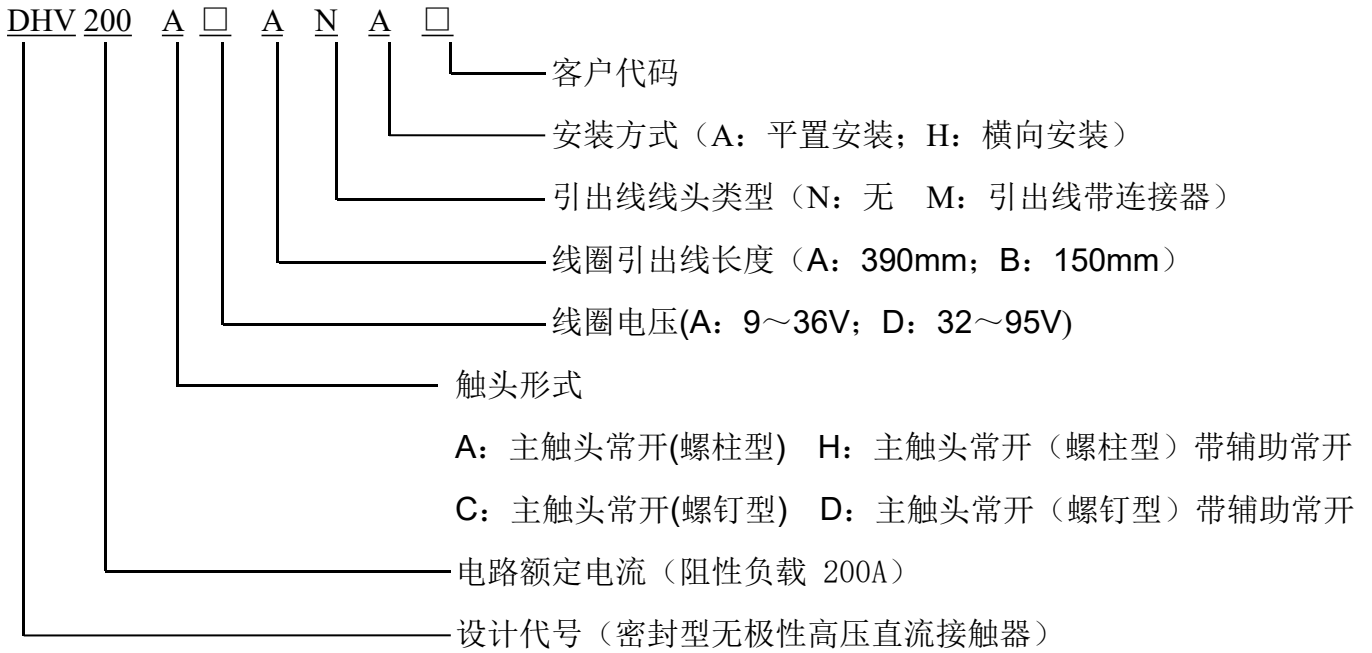 DHV 200 A □ A N A □
客户代码
安装方式（A：平置安装；H：横向安装）
引出线线头类型（N：无 M：引出线带连接器）
线圈引出线长度（A：390mm；B：150mm）
线圈电压(A：9～36V；D：32～95V)
触头形式
A：主触头常开(螺柱型) H：主触头常开（螺柱型）带辅助常开
C：主触头常开(螺钉型) D：主触头常开（螺钉型）带辅助常开
电路额定电流（阻性负载 200A）
设计代号（密封型无极性高压直流接触器）